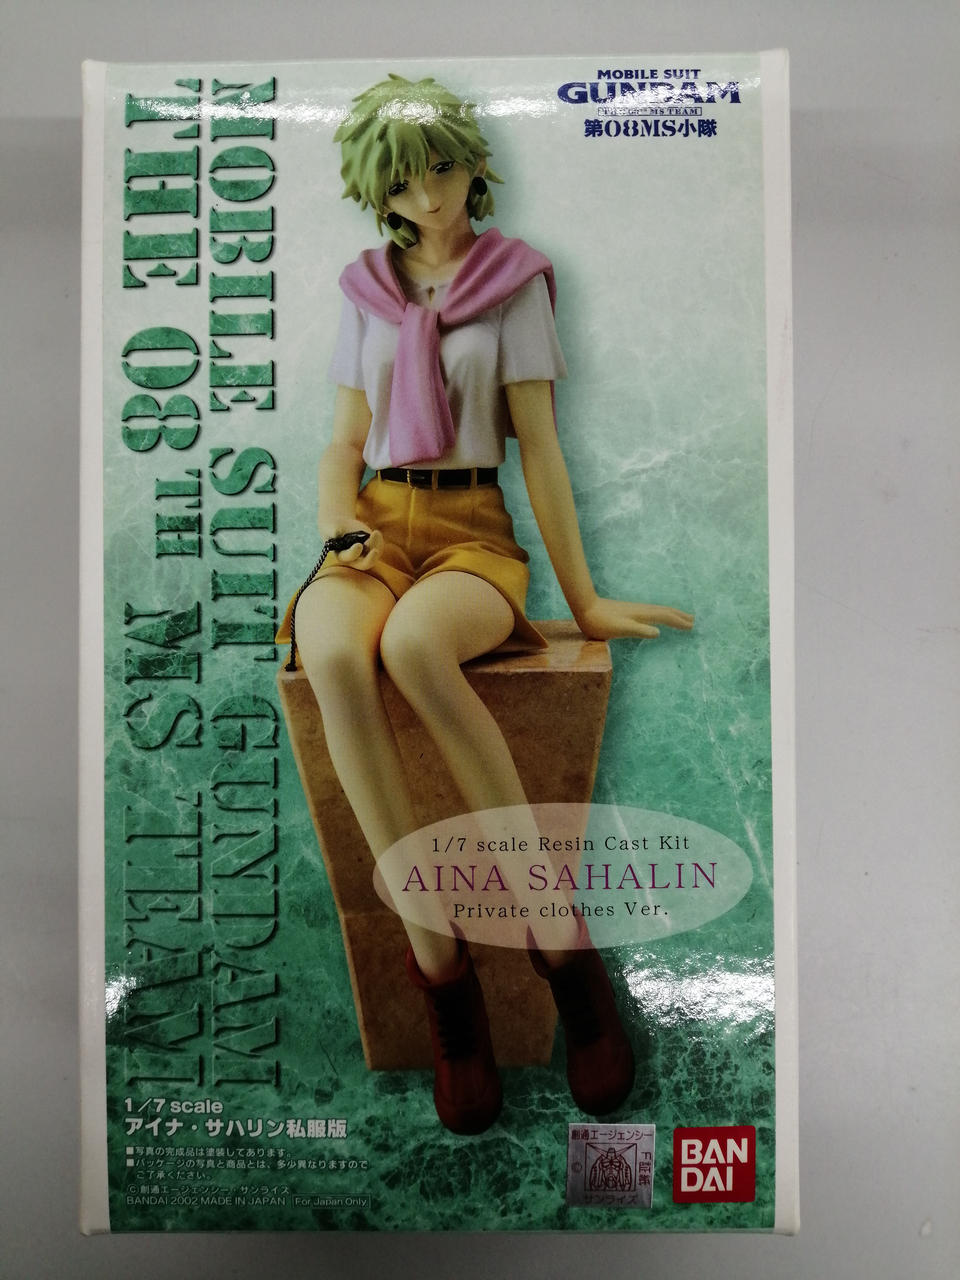 MOBILE SUIT GUNDAM
THE 08TH MS TEAM
MOBILE SUIT
GUNDAM
THE 08TH MS TEAM
第08MS小隊
1/7 scale Resin Cast Kit
AINA SAHALIN
Private clothes Ver.
1/7 scale
アイナ・サハリン私服版
■写真の完成品は塗装してあります。
■パッケージの写真と商品とは、多少異なりますので
ご了承ください。
©創通エージェンシー・サンライズ
BANDAI 2002 MADE IN JAPAN For Japan Only.
創通エージェンシー
©
サンライズ
BAN
DAI